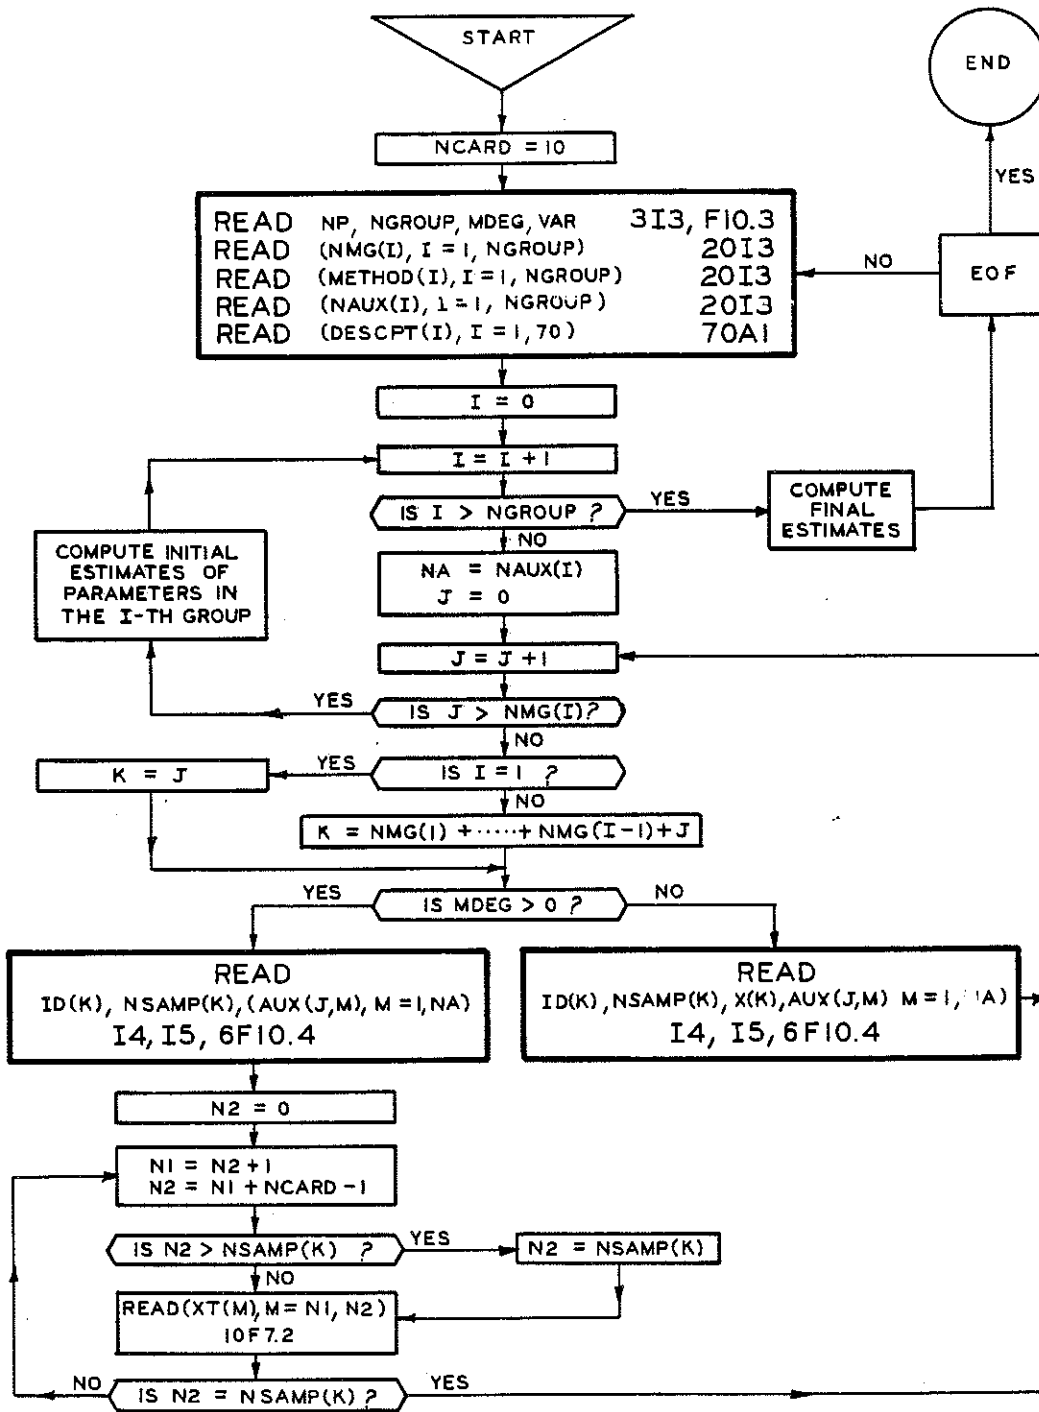 START
END
NCARD = 10
YES
READ NP, NGROUP, MDEG, VAR 3I3, F10.3
READ (NMG(I), I = 1, NGROUP) 20I3
READ (METHOD(I), I = 1, NGROUP) 20I3
READ (NAUX(I), I = 1, NGROUP) 20I3
READ (DESCPT(I), I = 1, 70) 70A1
NO
EOF
I = 0
I = I + 1
IS I > NGROUP ?
YES
COMPUTE
FINAL
ESTIMATES
NO
COMPUTE INITIAL
ESTIMATES OF
PARAMETERS IN
THE I-TH GROUP
NA = NAUX(I)
J = 0
J = J + 1
YES
IS J > NMG(I)?
NO
K = J
YES
IS I = 1 ?
NO
K = NMG(1) + ····· + NMG(I-1) + J
YES
IS MDEG > 0 ?
NO
READ
ID(K), NSAMP(K), (AUX(J,M), M = 1, NA)
I4, I5, 6F10.4
READ
ID(K), NSAMP(K), X(K), AUX(J,M) M = 1, A)
I4, I5, 6F10.4
N2 = 0
N1 = N2 + 1
N2 = N1 + NCARD - 1
IS N2 > NSAMP(K) ?
YES
N2 = NSAMP(K)
NO
READ(XT(M), M = N1, N2)
10F7.2
NO
IS N2 = NSAMP(K) ?
YES